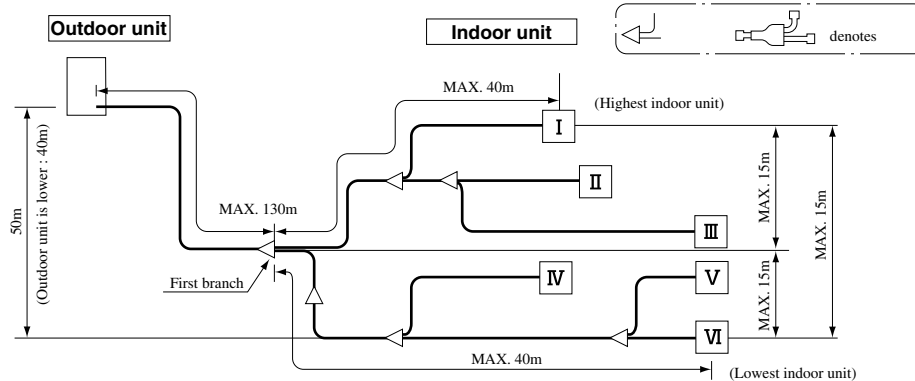 Outdoor unit
Indoor unit
denotes
MAX. 40m
(Highest indoor unit)
I
II
III
MAX. 15m
MAX. 15m
MAX. 15m
50m
(Outdoor unit is lower : 40m)
MAX. 130m
First branch
IV
V
VI
MAX. 40m
(Lowest indoor unit)